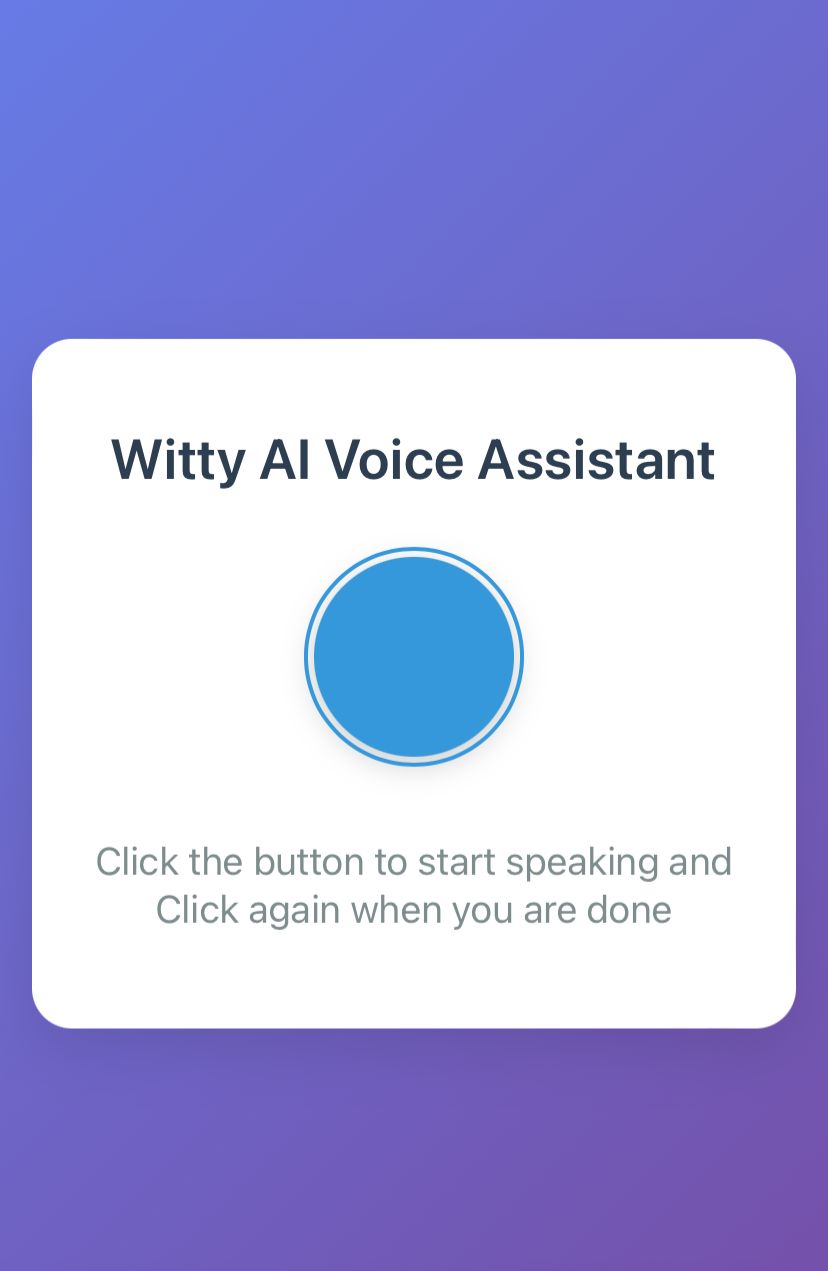 Witty AI Voice Assistant
Click the button to start speaking and
Click again when you are done